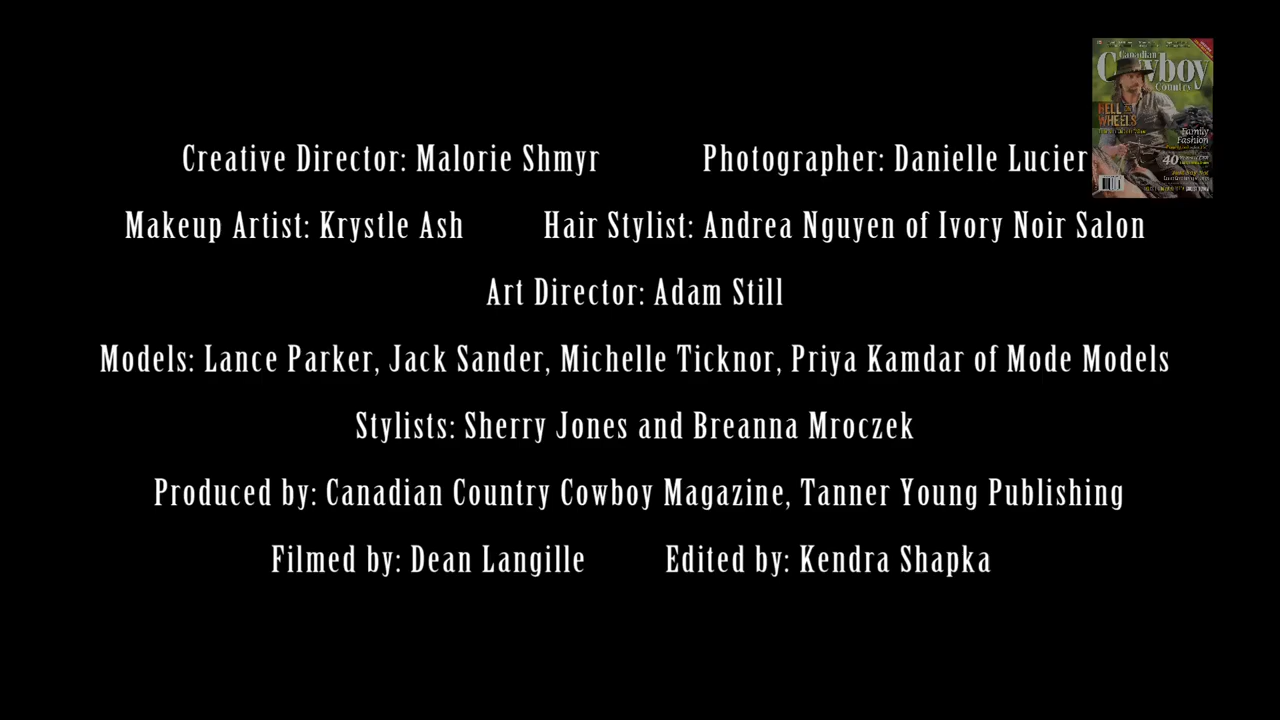 Creative Director: Malorie Shmyr Photographer: Danielle Lucier
Makeup Artist: Krystle Ash Hair Stylist: Andrea Nguyen of Ivory Noir Salon
Art Director: Adam Still
Models: Lance Parker, Jack Sander, Michelle Ticknor, Priya Kamdar of Mode Models
Stylists: Sherry Jones and Breanna Mroczek
Produced by: Canadian Country Cowboy Magazine, Tanner Young Publishing
Filmed by: Dean Langille Edited by: Kendra Shapka
Canadian
Cowboy
Country
HELL ON
WHEELS
Family
Fashion
40